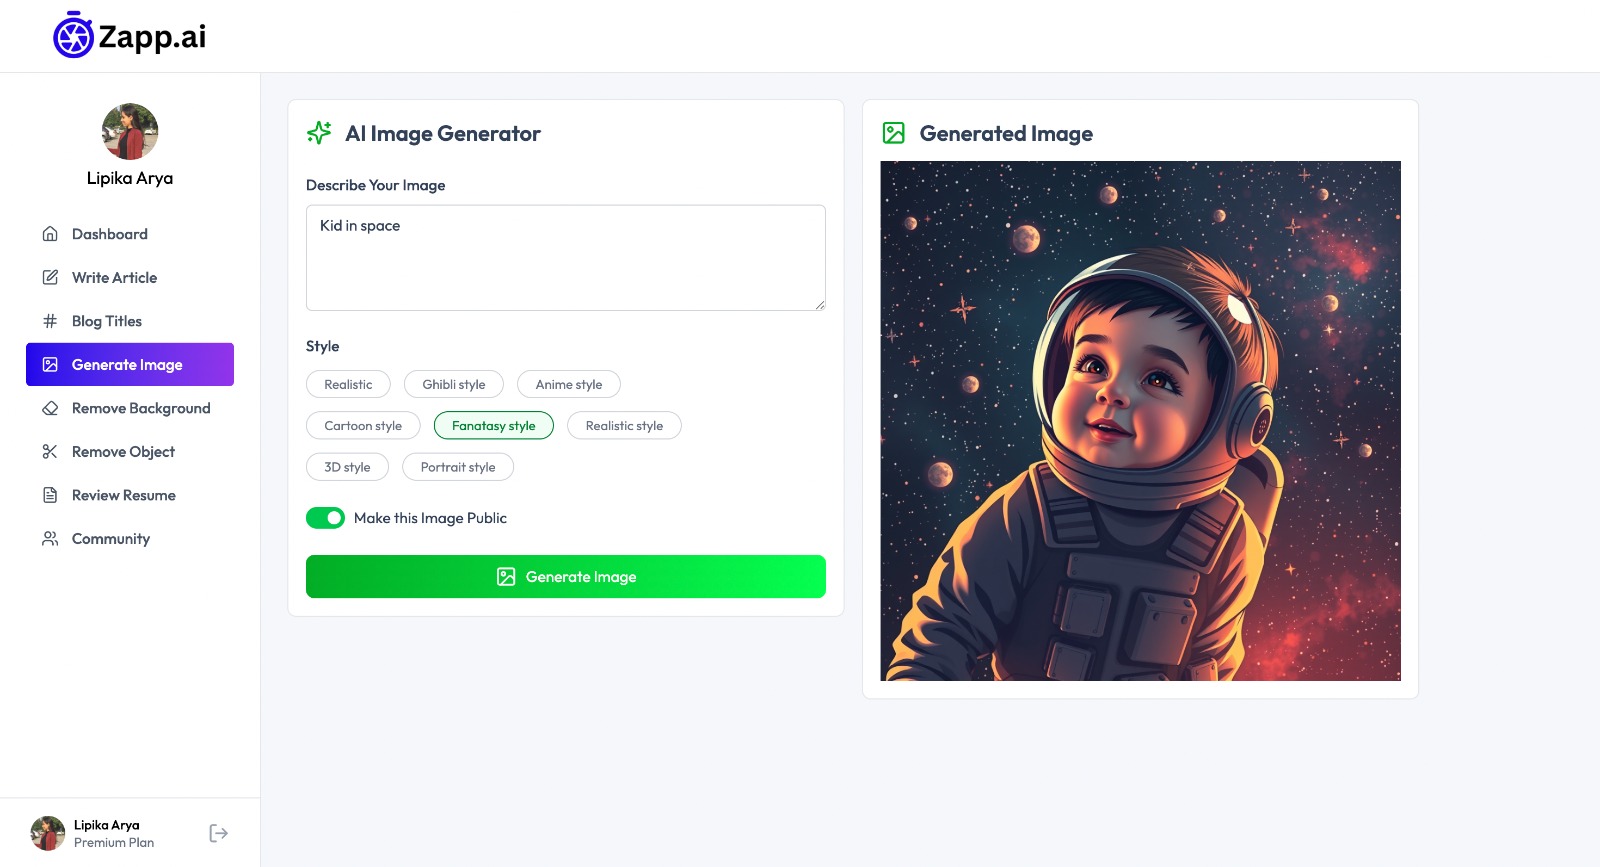 Zapp.ai
Lipika Arya
Dashboard
Write Article
Blog Titles
Generate Image
Remove Background
Remove Object
Review Resume
Community
Lipika Arya
Premium Plan
AI Image Generator
Describe Your Image
Kid in space
Style
Realistic
Ghibli style
Anime style
Cartoon style
Fanatasy style
Realistic style
3D style
Portrait style
Make this Image Public
Generate Image
Generated Image